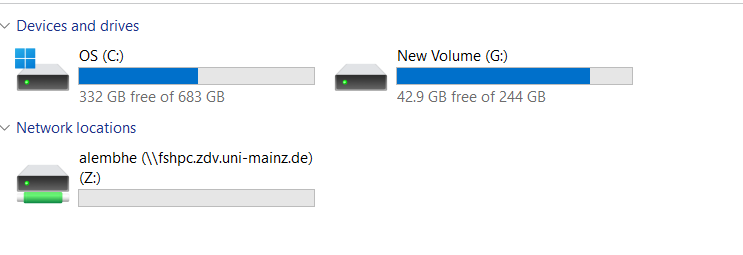 Devices and drives
OS (C:)
332 GB free of 683 GB
New Volume (G:)
42.9 GB free of 244 GB
Network locations
alembhe (\\fshpc.zdv.uni-mainz.de)
(Z:)